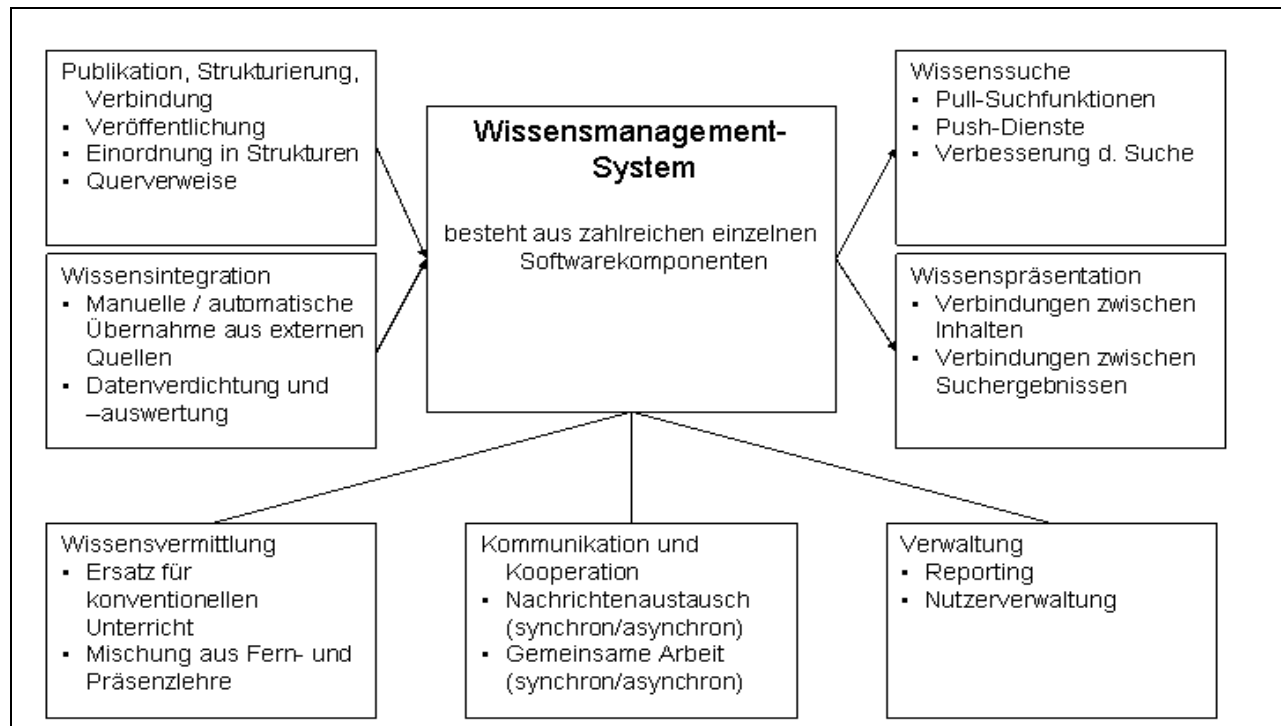 Publikation, Strukturierung,
Verbindung
▪ Veröffentlichung
▪ Einordnung in Strukturen
▪ Querverweise
Wissensmanagement-
System
besteht aus zahlreichen einzelnen
Softwarekomponenten
Wissenssuche
▪ Pull-Suchfunktionen
▪ Push-Dienste
▪ Verbesserung d. Suche
Wissensintegration
▪ Manuelle / automatische
Übernahme aus externen
Quellen
▪ Datenverdichtung und
–auswertung
Wissenspräsentation
▪ Verbindungen zwischen
Inhalten
▪ Verbindungen zwischen
Suchergebnissen
Wissensvermittlung
▪ Ersatz für
konventionellen
Unterricht
▪ Mischung aus Fern- und
Präsenzlehre
Kommunikation und
Kooperation
▪ Nachrichtenaustausch
(synchron/asynchron)
▪ Gemeinsame Arbeit
(synchron/asynchron)
Verwaltung
▪ Reporting
▪ Nutzerverwaltung